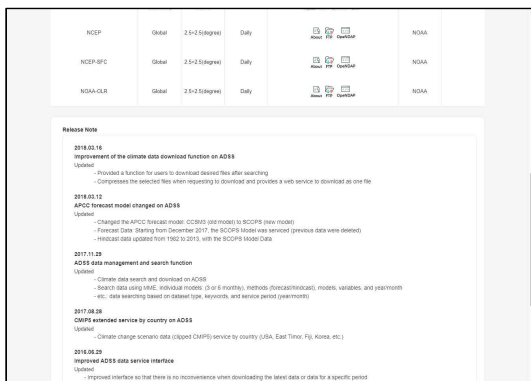 NCEP Global 2.5×2.5(degree) Daily About FTP OpeNDAP NOAA
NCEP-SFC Global 2.5×2.5(degree) Daily About FTP OpeNDAP NOAA
NOAA-OLR Global 2.5×2.5(degree) Daily About FTP OpeNDAP NOAA
Release Note
2018.03.16
Improvement of the climate data download function on ADSS
Updated
- Provided a function for users to download desired files after searching
- Compresses the selected files when requesting to download and provides a web service to download as one file
2018.03.12
APCC forecast model changed on ADSS
Updated
- Changed the APCC forecast model: CCSM3 (old model) to SCOPS (new model)
- Forecast Data: Starting from December 2017, the SCOPS Model was serviced (previous data were deleted)
- Hindcast data updated from 1982 to 2013, with the SCOPS Model Data
2017.11.29
ADSS data management and search function
Updated
- Climate data search and download on ADSS
- Search data using MME, individual models: (3 or 6 monthly), methods (forecast/hindcast), models, variables, and year/month
- etc.: data searching based on dataset type, keywords, and service period (year/month)
2017.08.28
CMIP5 extended service by country on ADSS
Updated
- Climate change scenario data (clipped CMIP5) service by country (USA, East Timor, Fiji, Korea, etc.)
2016.06.29
Improved ADSS data service interface
Updated
- Improved interface so that there is no inconvenience when downloading the latest data or data for a specific period